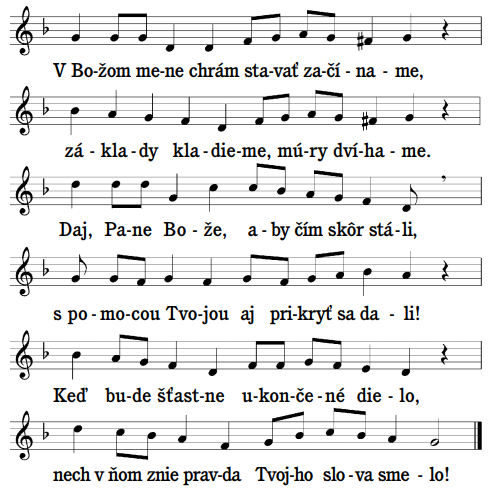 V Bo-žom me-ne chrám sta-vať za-čí - na - me,
zá - kla - dy kla - die - me, mú - ry dví - ha - me.
Daj, Pa-ne Bo - že, a - by čím skôr stá - li,
s po - mo - cou Tvo - jou aj pri - kryť sa da - li!
Keď bu - de šťast - ne u - kon - če - né die - lo,
nech v ňom znie prav - da Tvoj - ho slo - va sme - lo!